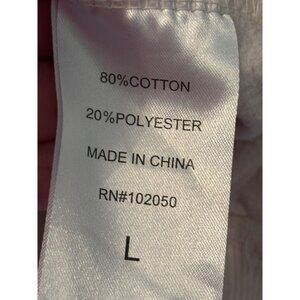 80%COTTON
20%POLYESTER
MADE IN CHINA
RN#102050
L